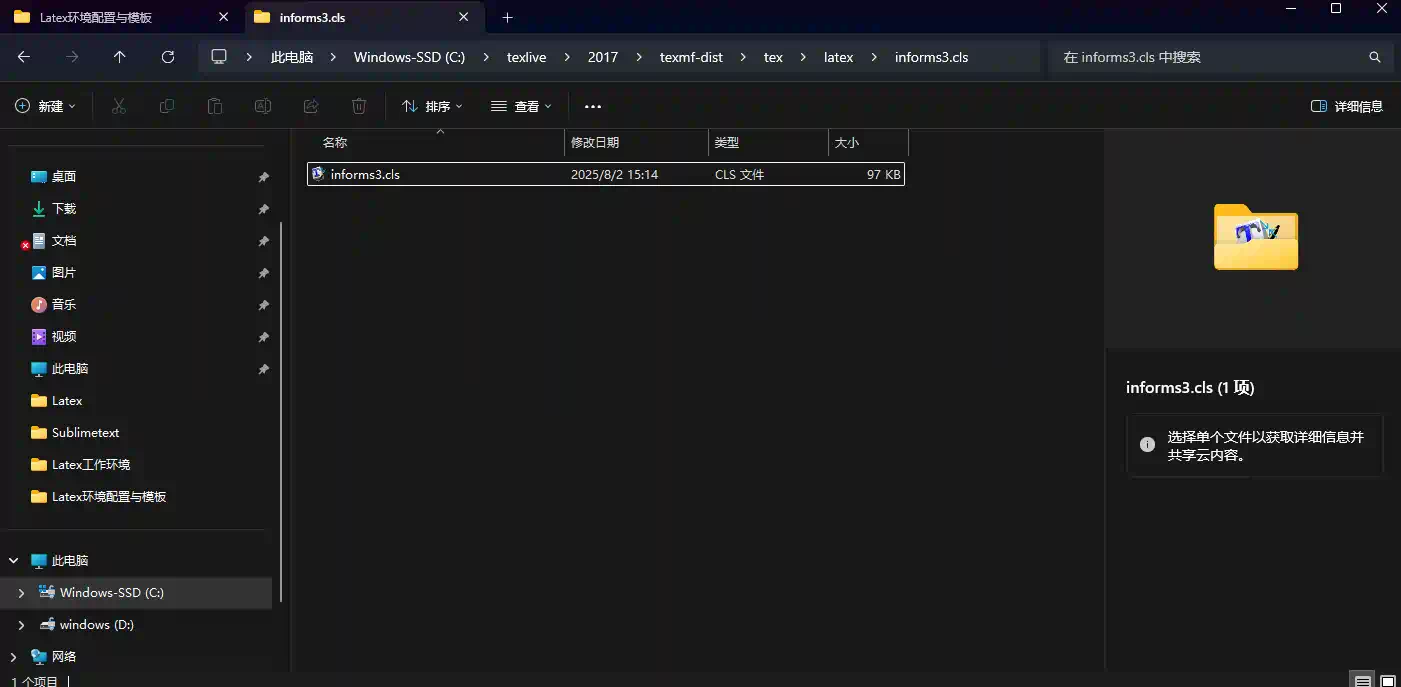 Latex环境配置与模板
informs3.cls
此电脑 Windows-SSD (C:) texlive 2017 texmf-dist tex latex informs3.cls
在 informs3.cls 中搜索
新建
排序
查看
详细信息
名称 修改日期 类型 大小
informs3.cls 2025/8/2 15:14 CLS 文件 97 KB
桌面
下载
文档
图片
音乐
视频
此电脑
Latex
Sublimetext
Latex工作环境
Latex环境配置与模板
此电脑
Windows-SSD (C:)
windows (D:)
网络
informs3.cls (1 项)
选择单个文件以获取详细信息并
共享云内容。
1 个项目